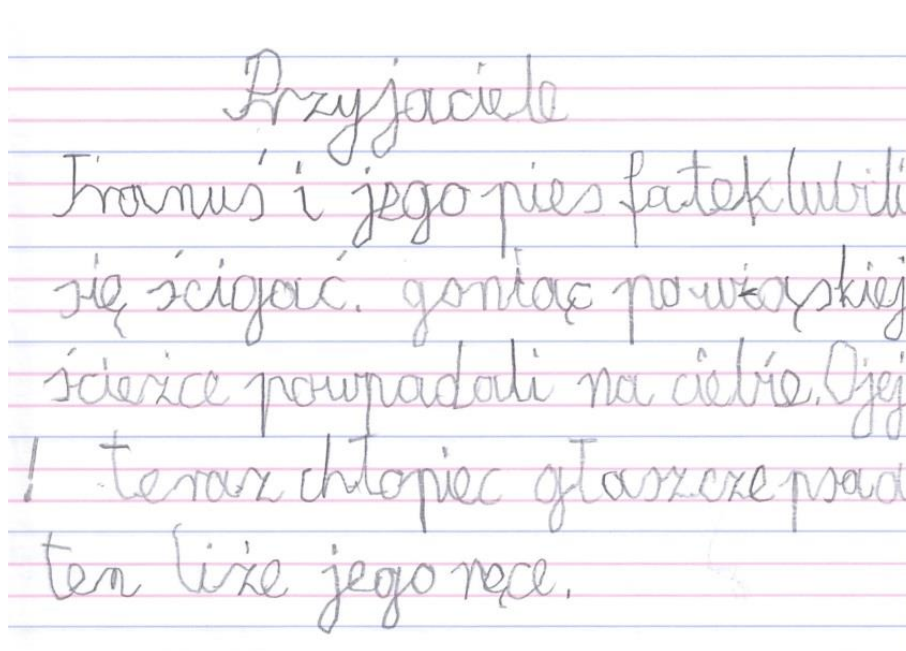 Przyjaciele
Franuś i jego pies Łatek lubili
się ścigać. goniąc po wąskiej
ścieżce powpadali na ciebie. Ojej
! teraz chłopiec głaszcze psa a
ten liże jego ręce.